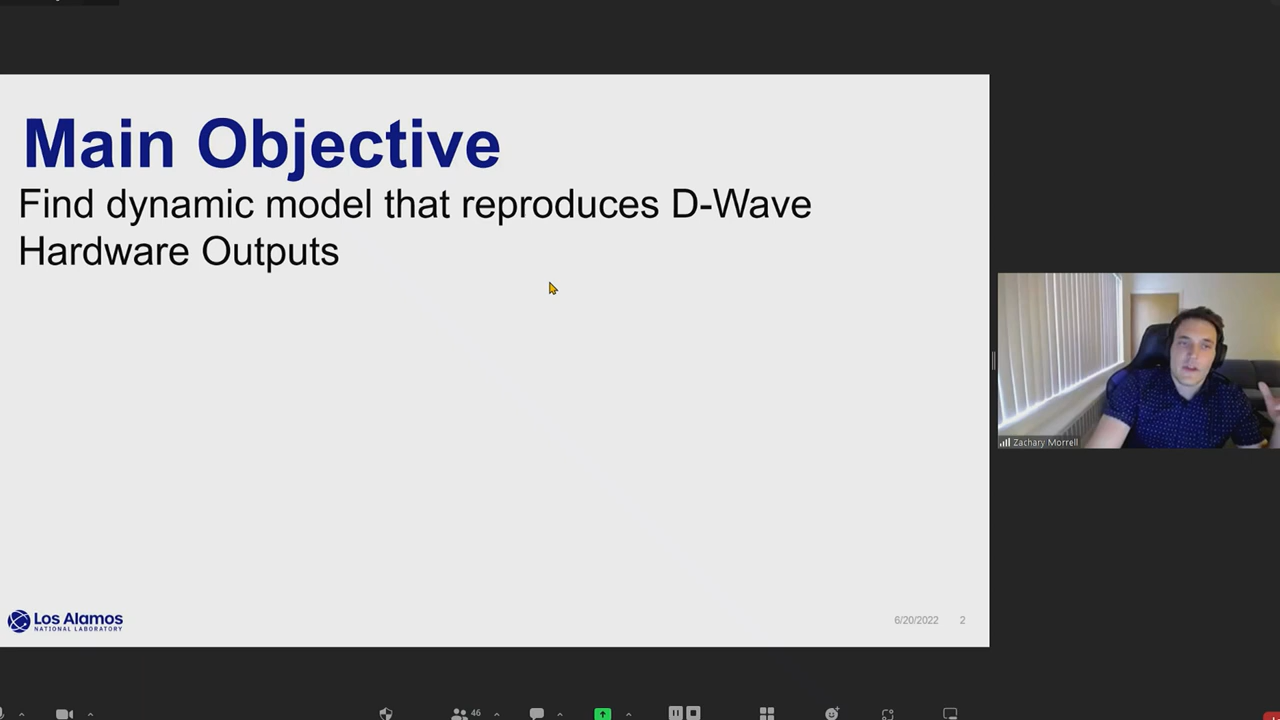 Main Objective
Find dynamic model that reproduces D-Wave
Hardware Outputs
Zachary Morrell
Los Alamos
NATIONAL LABORATORY
6/20/2022 2
46